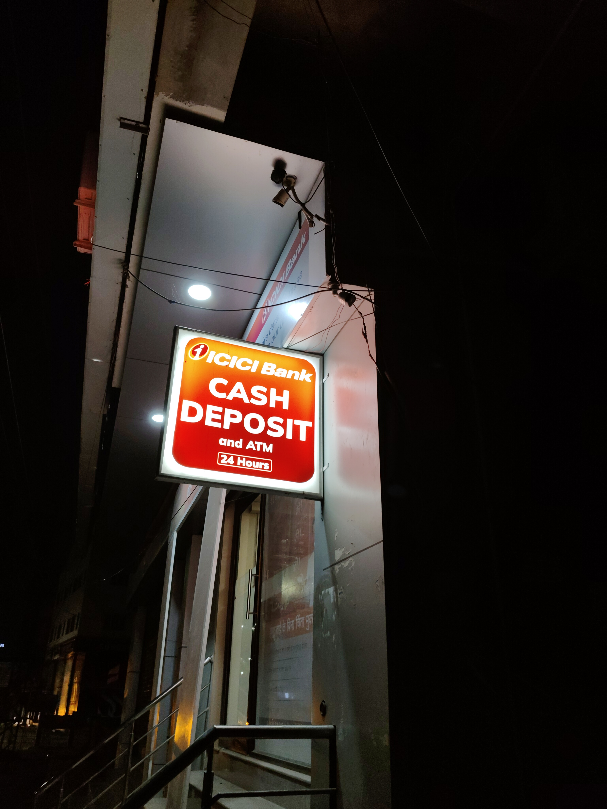 ICICI Bank
CASH
DEPOSIT
and ATM
24 Hours